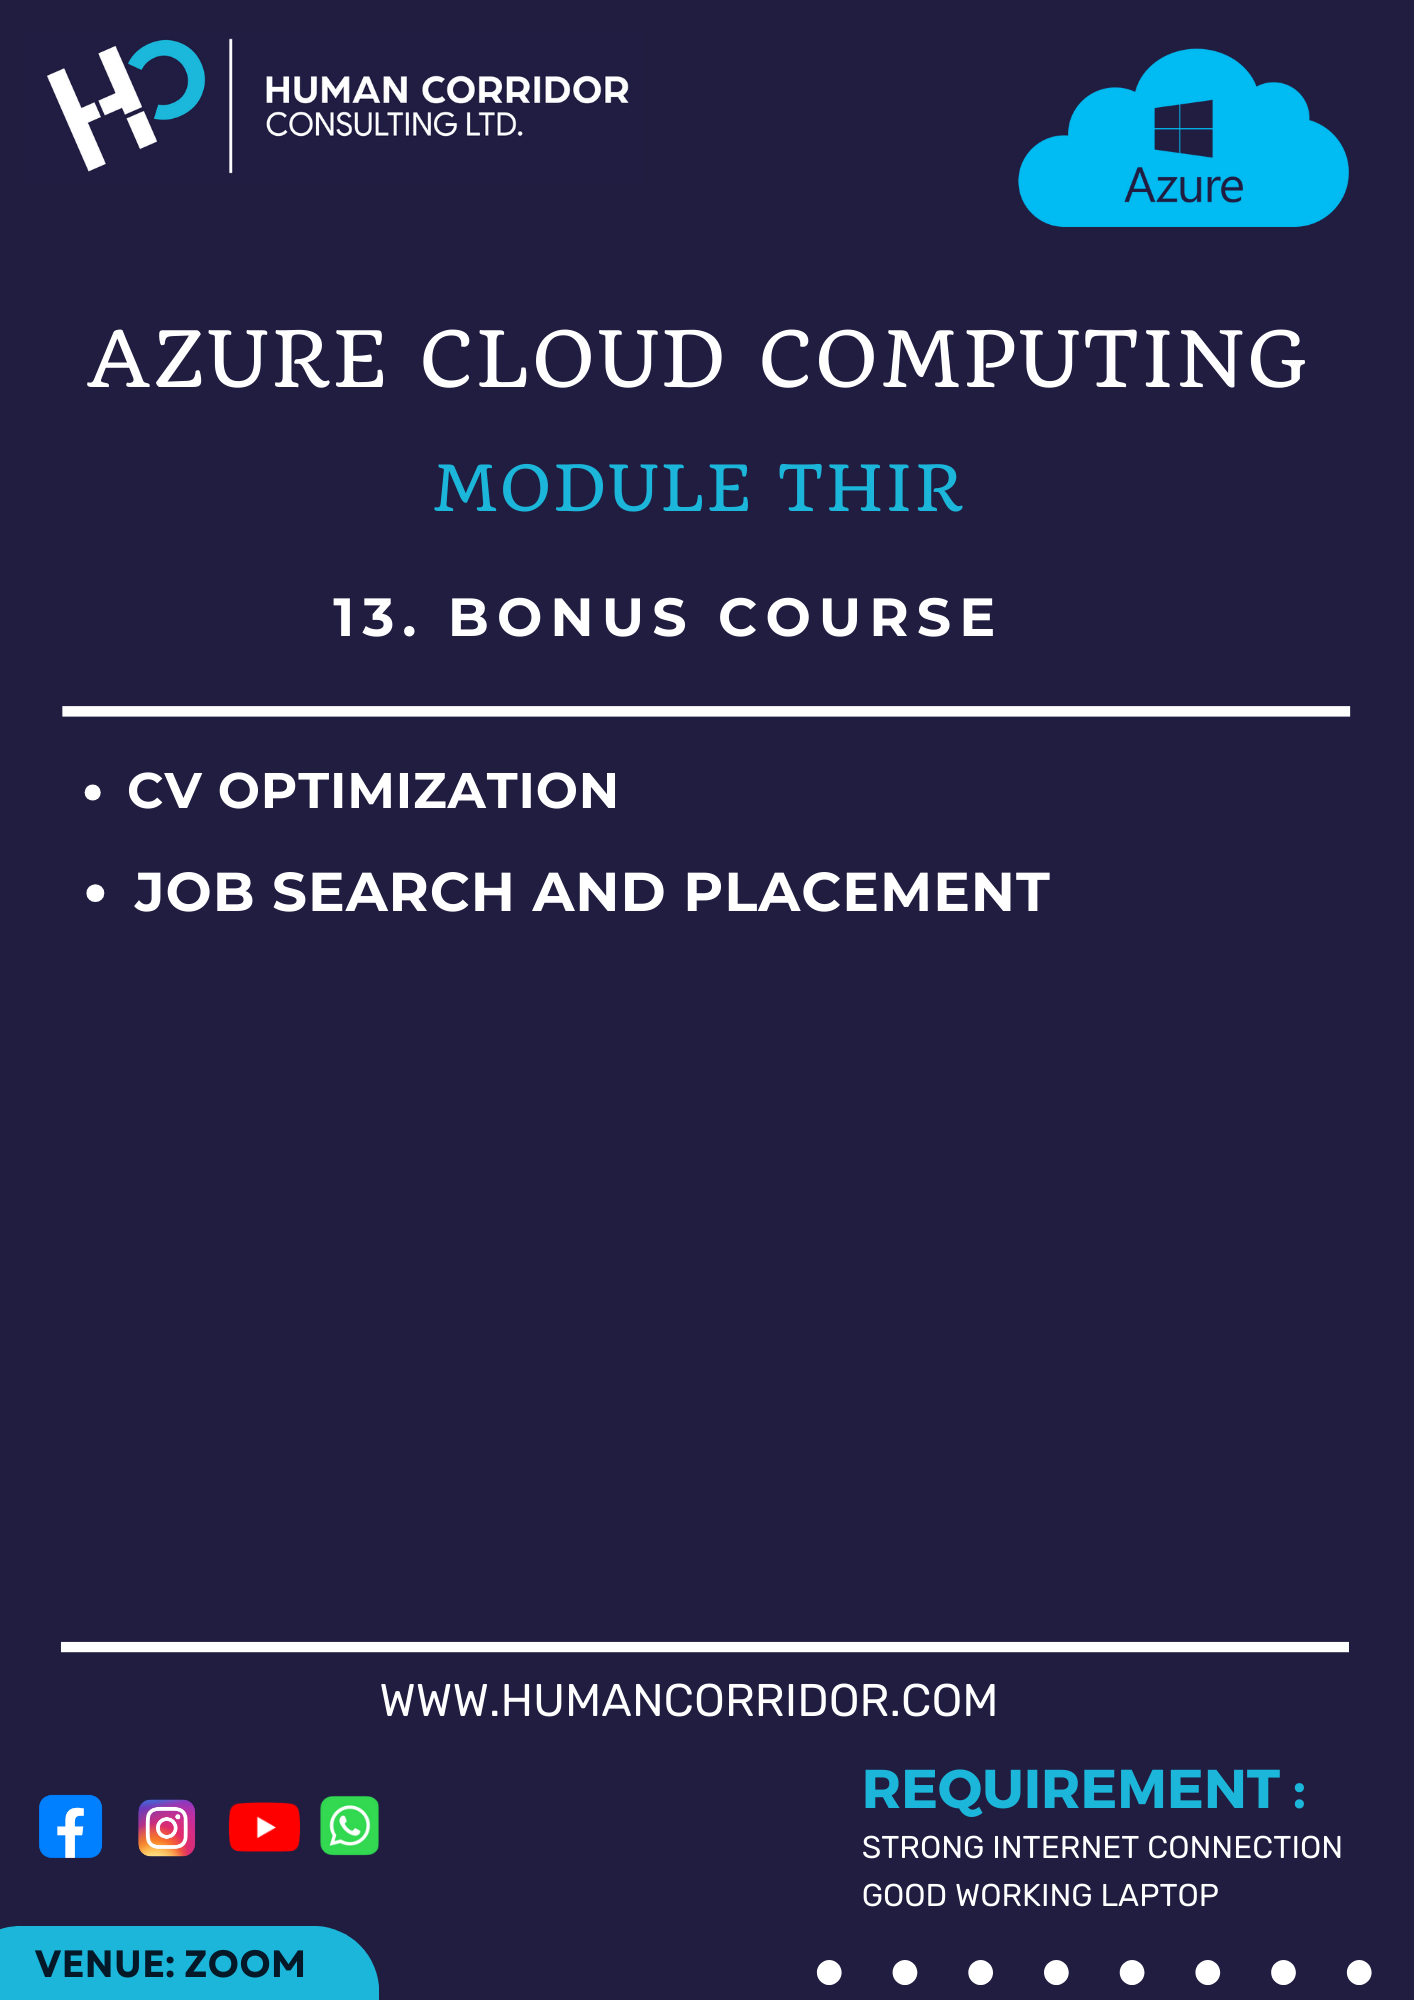 HUMAN CORRIDOR
CONSULTING LTD.
Azure
AZURE CLOUD COMPUTING
MODULE THIR
13. BONUS COURSE
• CV OPTIMIZATION
• JOB SEARCH AND PLACEMENT
WWW.HUMANCORRIDOR.COM
REQUIREMENT :
STRONG INTERNET CONNECTION
GOOD WORKING LAPTOP
VENUE: ZOOM